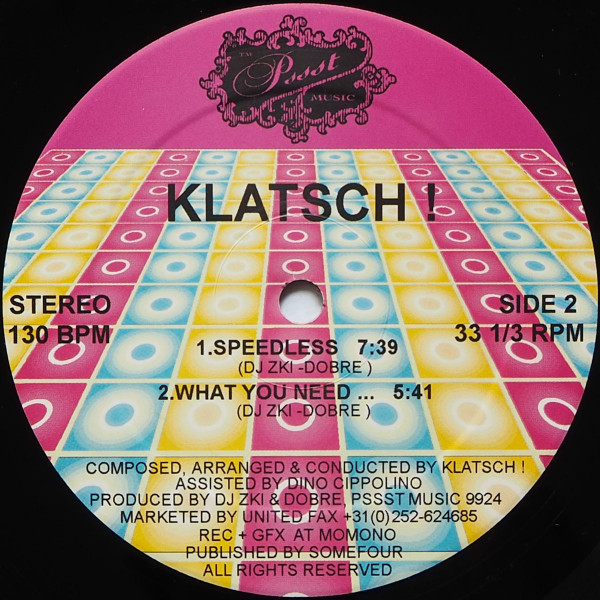 TM
Pssst
MUSIC
KLATSCH !
STEREO
130 BPM
SIDE 2
33 1/3 RPM
1.SPEEDLESS 7:39
(DJ ZKI -DOBRE )
2.WHAT YOU NEED ... 5:41
(DJ ZKI -DOBRE )
COMPOSED, ARRANGED & CONDUCTED BY KLATSCH !
ASSISTED BY DINO CIPPOLINO
PRODUCED BY DJ ZKI & DOBRE, PSSST MUSIC 9924
MARKETED BY UNITED FAX +31(0)252-624685
REC + GFX AT MOMONO
PUBLISHED BY SOMEFOUR
ALL RIGHTS RESERVED